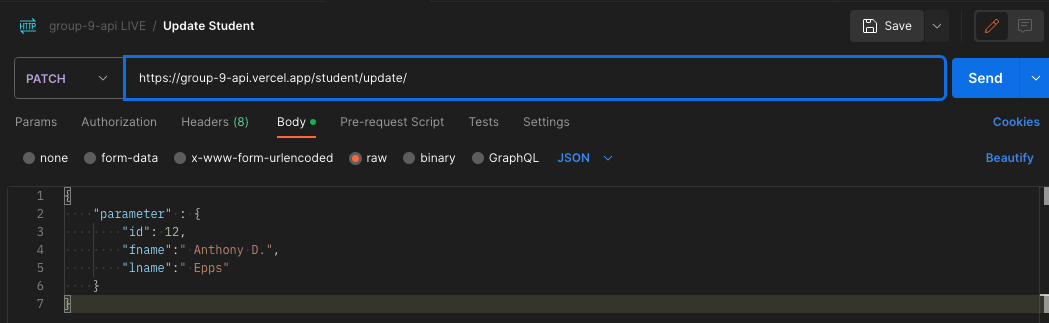 HTTP group-9-api LIVE / Update Student Save
PATCH https://group-9-api.vercel.app/student/update/ Send
Params Authorization Headers (8) Body Pre-request Script Tests Settings Cookies
none form-data x-www-form-urlencoded raw binary GraphQL JSON Beautify
1 {
2 "parameter" : {
3 "id": 12,
4 "fname":" Anthony D.",
5 "lname":" Epps"
6 }
7 }